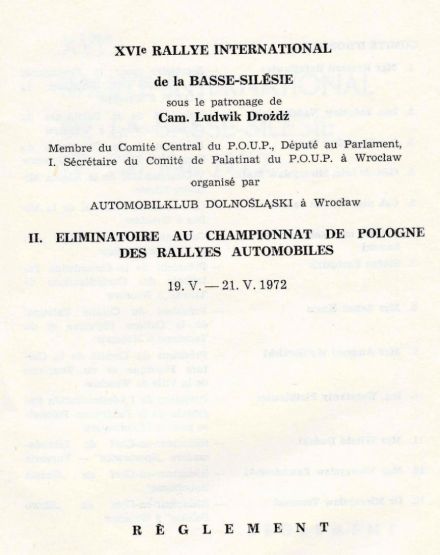 XVIe RALLYE INTERNATIONAL
de la BASSE-SILÉSIE
sous le patronage de
Cam. Ludwik Drożdż
Membre du Comité Central du P.O.U.P., Député au Parlament,
I. Sécrétaire du Comité de Palatinat du P.O.U.P. à Wrocław
organisé par
AUTOMOBILKLUB DOLNOŚLĄSKI à Wrocław
II. ELIMINATOIRE AU CHAMPIONNAT DE POLOGNE
DES RALLYES AUTOMOBILES
19. V. — 21. V. 1972
RÈGLEMENT